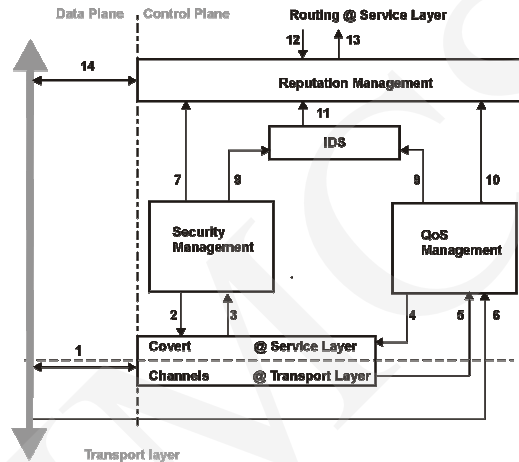 Data Plane Control Plane Routing @ Service Layer
12 13
14
Reputation Management
11
IDS
7 8 9 10
Security
Management
QoS
Management
2 3 4 5 6
1
Covert @ Service Layer
Channels @ Transport Layer
Transport layer